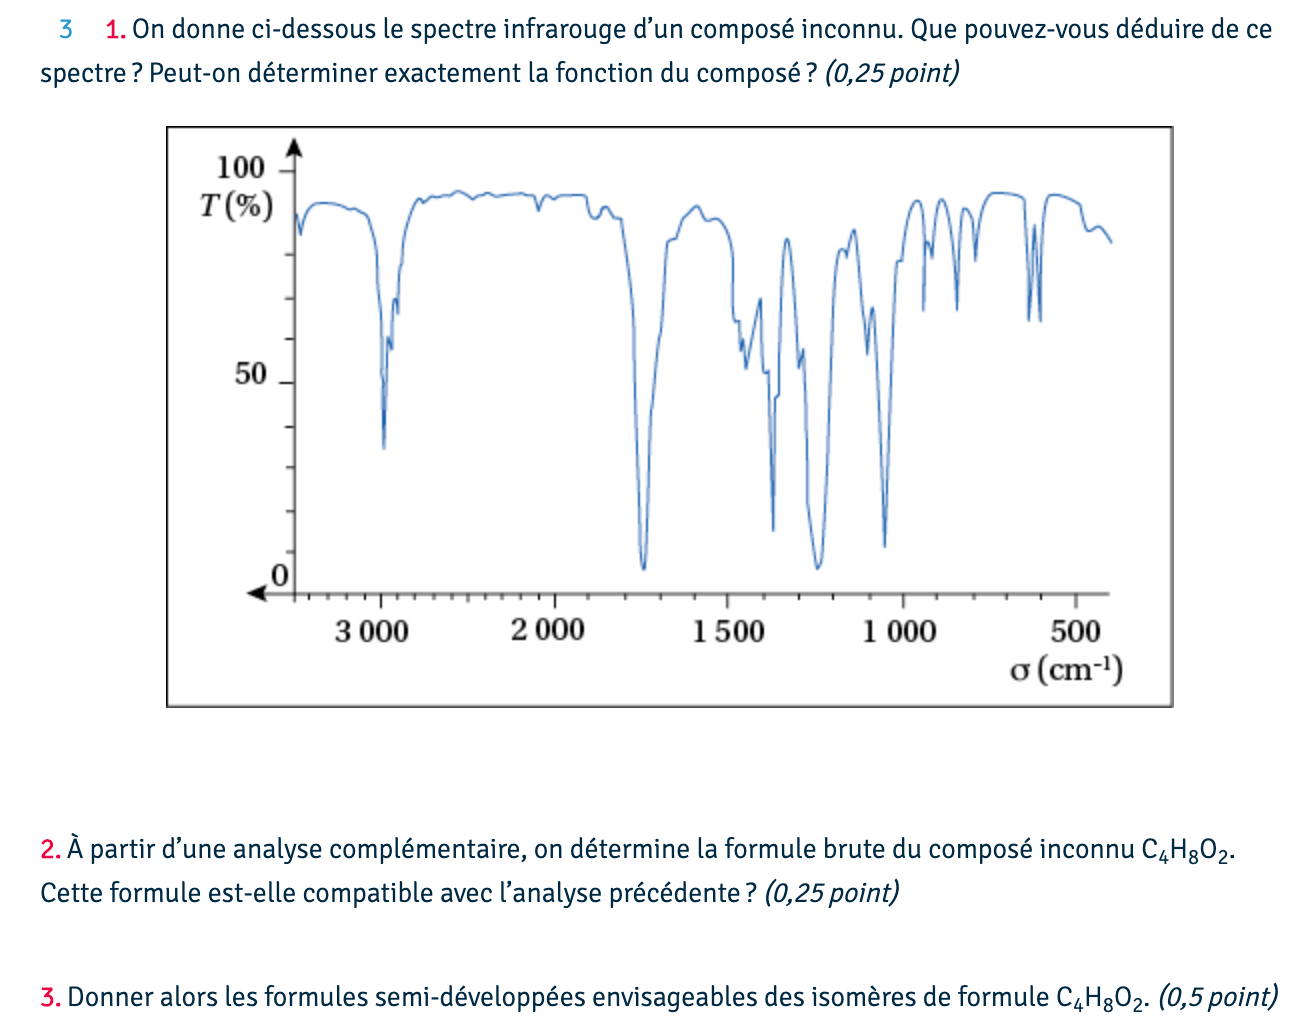 3 1. On donne ci-dessous le spectre infrarouge d’un composé inconnu. Que pouvez-vous déduire de ce
spectre ? Peut-on déterminer exactement la fonction du composé ? (0,25 point)
100
T (%)
50
0
3 000 2 000 1 500 1 000 500
σ (cm⁻¹)
2. À partir d’une analyse complémentaire, on détermine la formule brute du composé inconnu C₄H₈O₂.
Cette formule est-elle compatible avec l’analyse précédente ? (0,25 point)
3. Donner alors les formules semi-développées envisageables des isomères de formule C₄H₈O₂. (0,5 point)